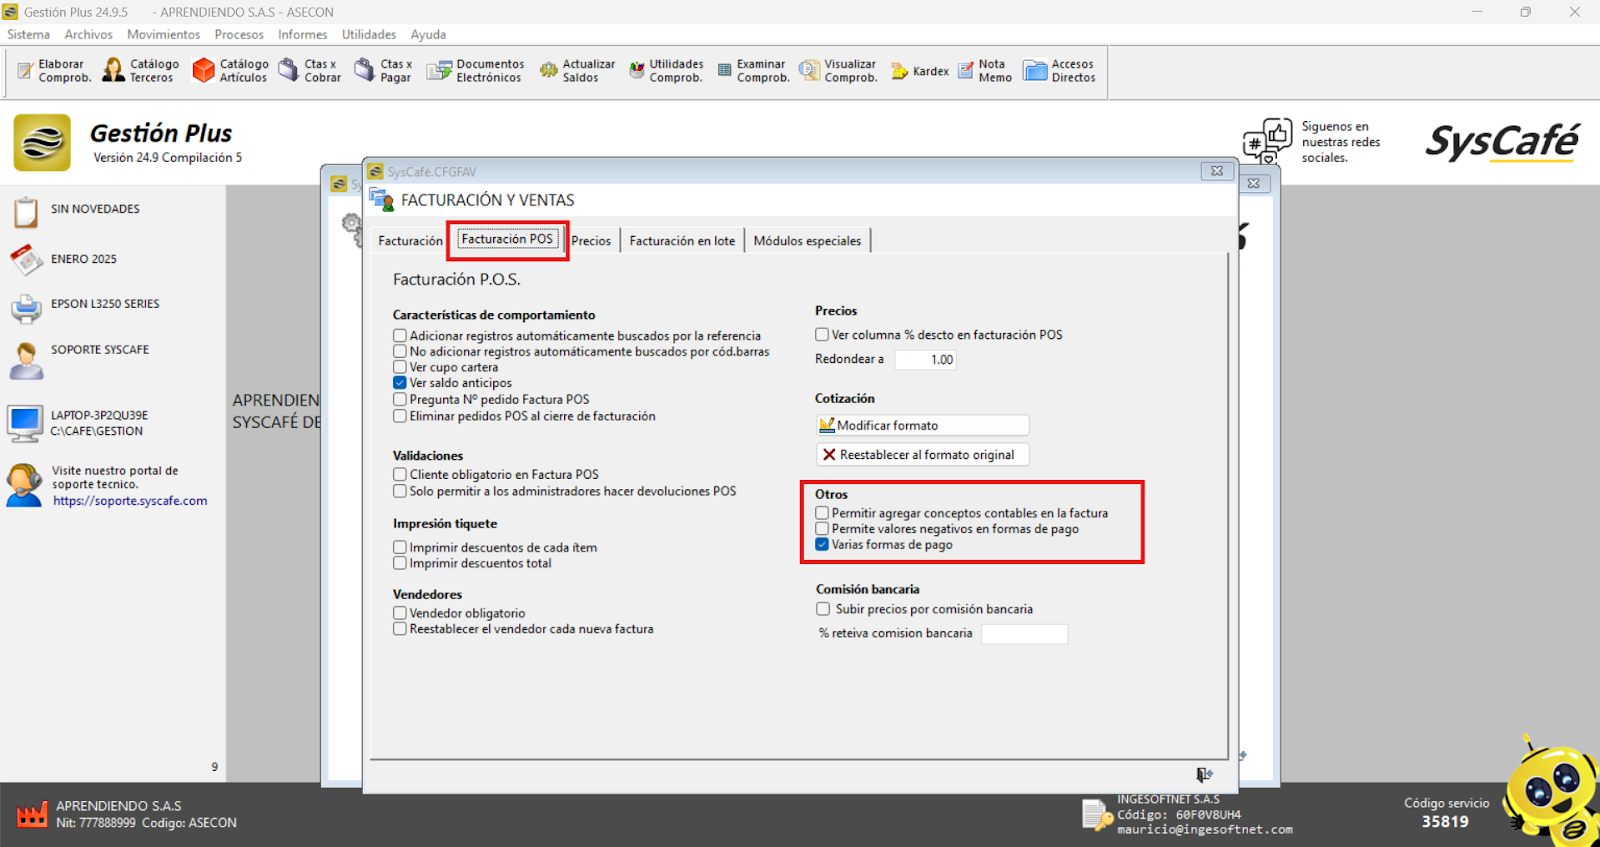 Gestión Plus 24.9.5 - APRENDIENDO S.A.S - ASECON
Sistema Archivos Movimientos Procesos Informes Utilidades Ayuda
Elaborar Comprob.
Catálogo Terceros
Catálogo Artículos
Ctas x Cobrar
Ctas x Pagar
Documentos Electrónicos
Actualizar Saldos
Utilidades Comprob.
Examinar Comprob.
Visualizar Comprob.
Kardex
Nota Memo
Accesos Directos
Gestión Plus
Versión 24.9 Compilación 5
Siguenos en
nuestras redes
sociales.
SysCafé
SIN NOVEDADES
ENERO 2025
EPSON L3250 SERIES
SOPORTE SYSCAFE
LAPTOP-3P2QU39E
C:\CAFE\GESTION
Visite nuestro portal de
soporte tecnico.
https://soporte.syscafe.com
9
APRENDIEN
SYSCAFÉ DE
Sy
SysCafé.CFGFAV
FACTURACIÓN Y VENTAS
Facturación Facturación POS Precios Facturación en lote Módulos especiales
Facturación P.O.S.
Características de comportamiento
Adicionar registros automáticamente buscados por la referencia
No adicionar registros automáticamente buscados por cód.barras
Ver cupo cartera
Ver saldo anticipos
Pregunta Nº pedido Factura POS
Eliminar pedidos POS al cierre de facturación
Validaciones
Cliente obligatorio en Factura POS
Solo permitir a los administradores hacer devoluciones POS
Impresión tiquete
Imprimir descuentos de cada ítem
Imprimir descuentos total
Vendedores
Vendedor obligatorio
Reestablecer el vendedor cada nueva factura
Precios
Ver columna % descto en facturación POS
Redondear a 1.00
Cotización
Modificar formato
Reestablecer al formato original
Otros
Permitir agregar conceptos contables en la factura
Permite valores negativos en formas de pago
Varias formas de pago
Comisión bancaria
Subir precios por comisión bancaria
% reteiva comision bancaria
APRENDIENDO S.A.S
Nit: 777888999 Codigo: ASECON
INGESOFTNET S.A.S
Código: 60F0V8UH4
mauricio@ingesoftnet.com
Código servicio
35819